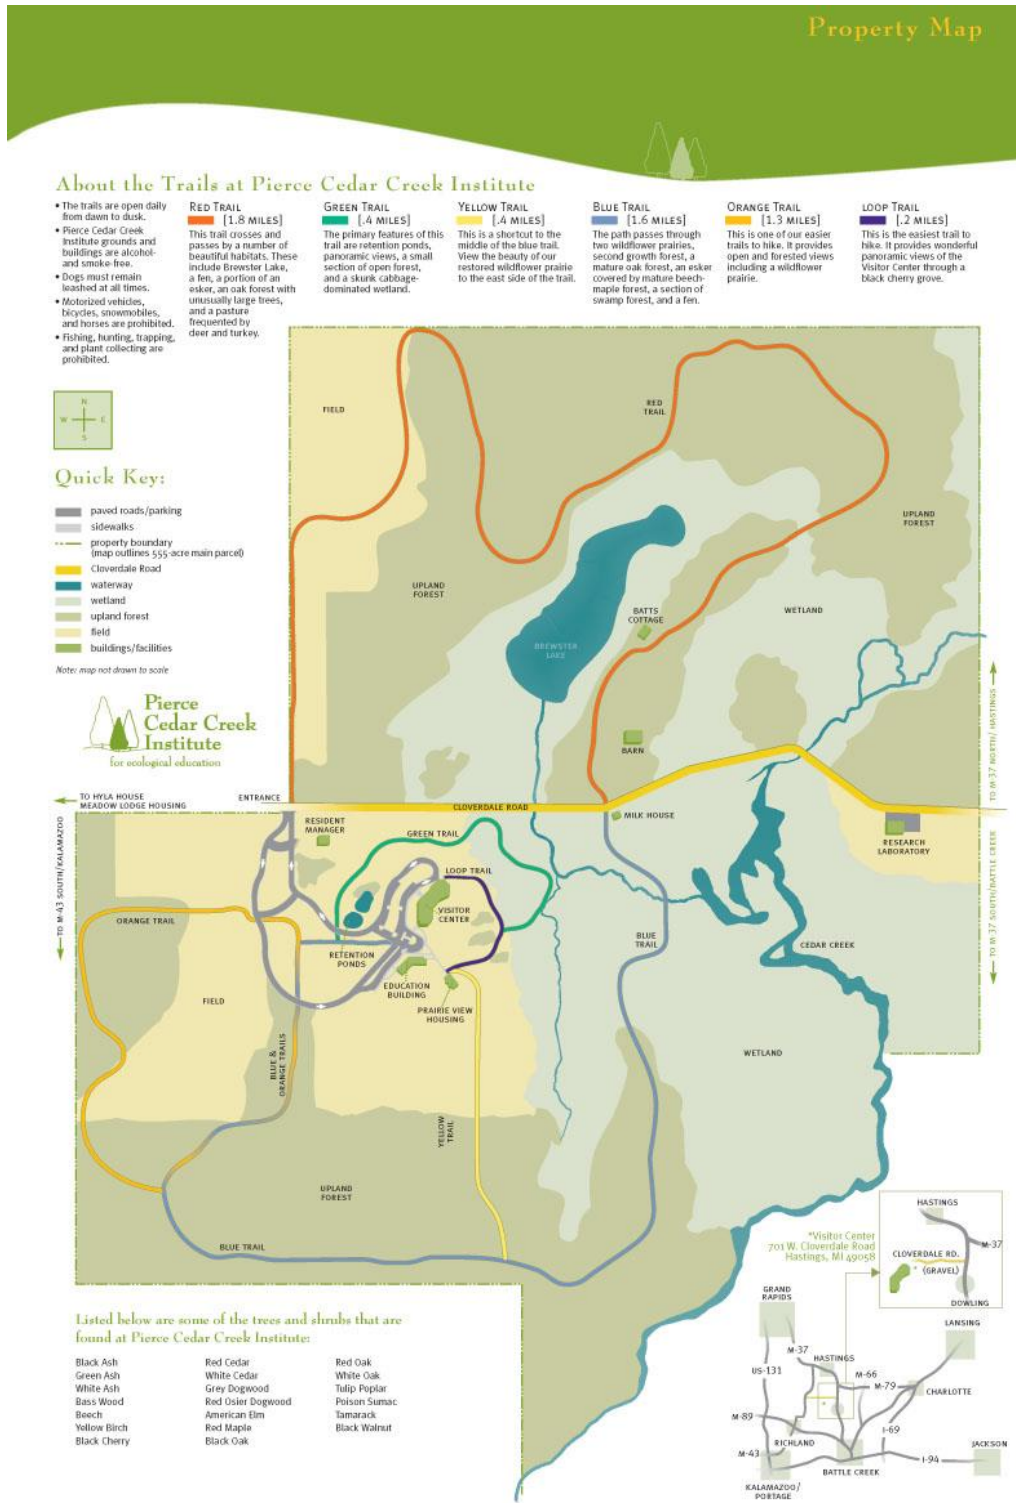 Property Map
About the Trails at Pierce Cedar Creek Institute
• The trails are open daily
from dawn to dusk.
• Pierce Cedar Creek
Institute grounds and
buildings are alcohol-
and smoke-free.
• Dogs must remain
leashed at all times.
• Motorized vehicles,
bicycles, snowmobiles,
and horses are prohibited.
• Fishing, hunting, trapping,
and plant collecting are
prohibited.
RED TRAIL
[1.8 MILES]
This trail crosses and
passes by a number of
beautiful habitats. These
include Brewster Lake,
a fen, a portion of an
esker, an oak forest with
unusually large trees,
and a pasture
frequented by
deer and turkey.
GREEN TRAIL
[.4 MILES]
The primary features of this
trail are retention ponds,
panoramic views, a small
section of open forest,
and a skunk cabbage-
dominated wetland.
YELLOW TRAIL
[.4 MILES]
This is a shortcut to the
middle of the blue trail.
View the beauty of our
restored wildflower prairie
to the east side of the trail.
BLUE TRAIL
[1.6 MILES]
The path passes through
two wildflower prairies,
second growth forest, a
mature oak forest, an esker
covered by mature beech-
maple forest, a section of
swamp forest, and a fen.
ORANGE TRAIL
[1.3 MILES]
This is one of our easier
trails to hike. It provides
open and forested views
including a wildflower
prairie.
LOOP TRAIL
[.2 MILES]
This is the easiest trail to
hike. It provides wonderful
panoramic views of the
Visitor Center through a
black cherry grove.
N
W E
S
Quick Key:
paved roads/parking
sidewalks
property boundary
(map outlines 555-acre main parcel)
Cloverdale Road
waterway
wetland
upland forest
field
buildings/facilities
Note: map not drawn to scale
Pierce
Cedar Creek
Institute
for ecological education
FIELD
RED
TRAIL
UPLAND
FOREST
UPLAND
FOREST
BATTS
COTTAGE
WETLAND
BREWSTER
LAKE
BARN
TO M-37 NORTH/HASTINGS
TO HYLA HOUSE
MEADOW LODGE HOUSING
ENTRANCE
CLOVERDALE ROAD
MILK HOUSE
RESIDENT
MANAGER
GREEN TRAIL
RESEARCH
LABORATORY
TO M-43 SOUTH/KALAMAZOO
TO M-37 SOUTH/BATTLE CREEK
LOOP TRAIL
VISITOR
CENTER
ORANGE TRAIL
BLUE
TRAIL
CEDAR CREEK
RETENTION
PONDS
EDUCATION
BUILDING
FIELD
PRAIRIE VIEW
HOUSING
BLUE &
ORANGE TRAILS
WETLAND
YELLOW
TRAIL
UPLAND
FOREST
BLUE TRAIL
*Visitor Center
701 W. Cloverdale Road
Hastings, MI 49058
HASTINGS
M-37
CLOVERDALE RD.
*
(GRAVEL)
DOWLING
GRAND
RAPIDS
LANSING
M-37
HASTINGS
US-131
M-66
M-79
CHARLOTTE
M-89
I-69
RICHLAND
M-43
JACKSON
I-94
BATTLE CREEK
KALAMAZOO/
PORTAGE
Listed below are some of the trees and shrubs that are
found at Pierce Cedar Creek Institute:
Black Ash
Green Ash
White Ash
Bass Wood
Beech
Yellow Birch
Black Cherry
Red Cedar
White Cedar
Grey Dogwood
Red Osier Dogwood
American Elm
Red Maple
Black Oak
Red Oak
White Oak
Tulip Poplar
Poison Sumac
Tamarack
Black Walnut